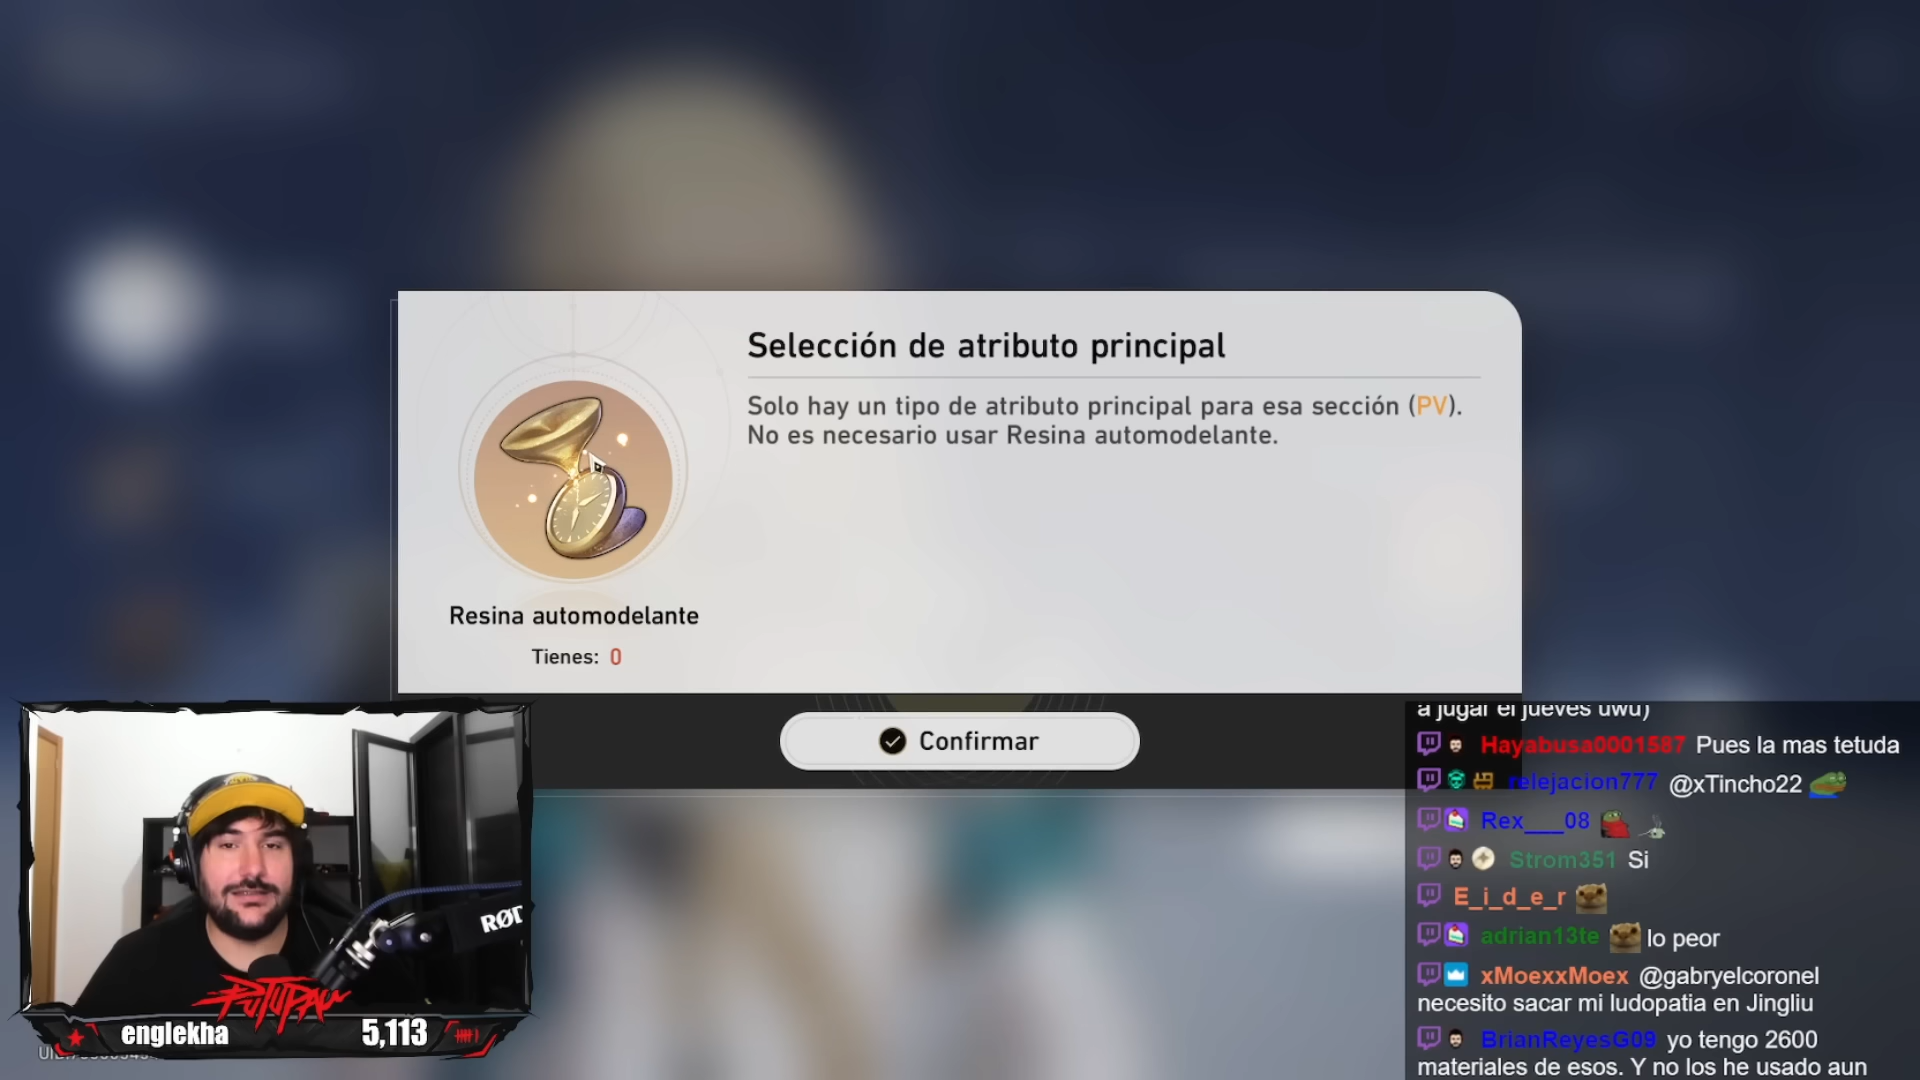 Selección de atributo principal
Solo hay un tipo de atributo principal para esa sección (PV).
No es necesario usar Resina automodelante.
Resina automodelante
Tienes: 0
Confirmar
a jugar el jueves uwu)
Hayabusa0001587 Pues la mas tetuda
relejacion777 @xTincho22
Rex___08
Strom351 Si
E_i_d_e_r
adrian13te lo peor
xMoexxMoex @gabryelcoronel
necesito sacar mi ludopatia en Jingliu
BrianReyesG09 yo tengo 2600
materiales de esos. Y no los he usado aun
RØD
PUTUPAU
englekha 5,113